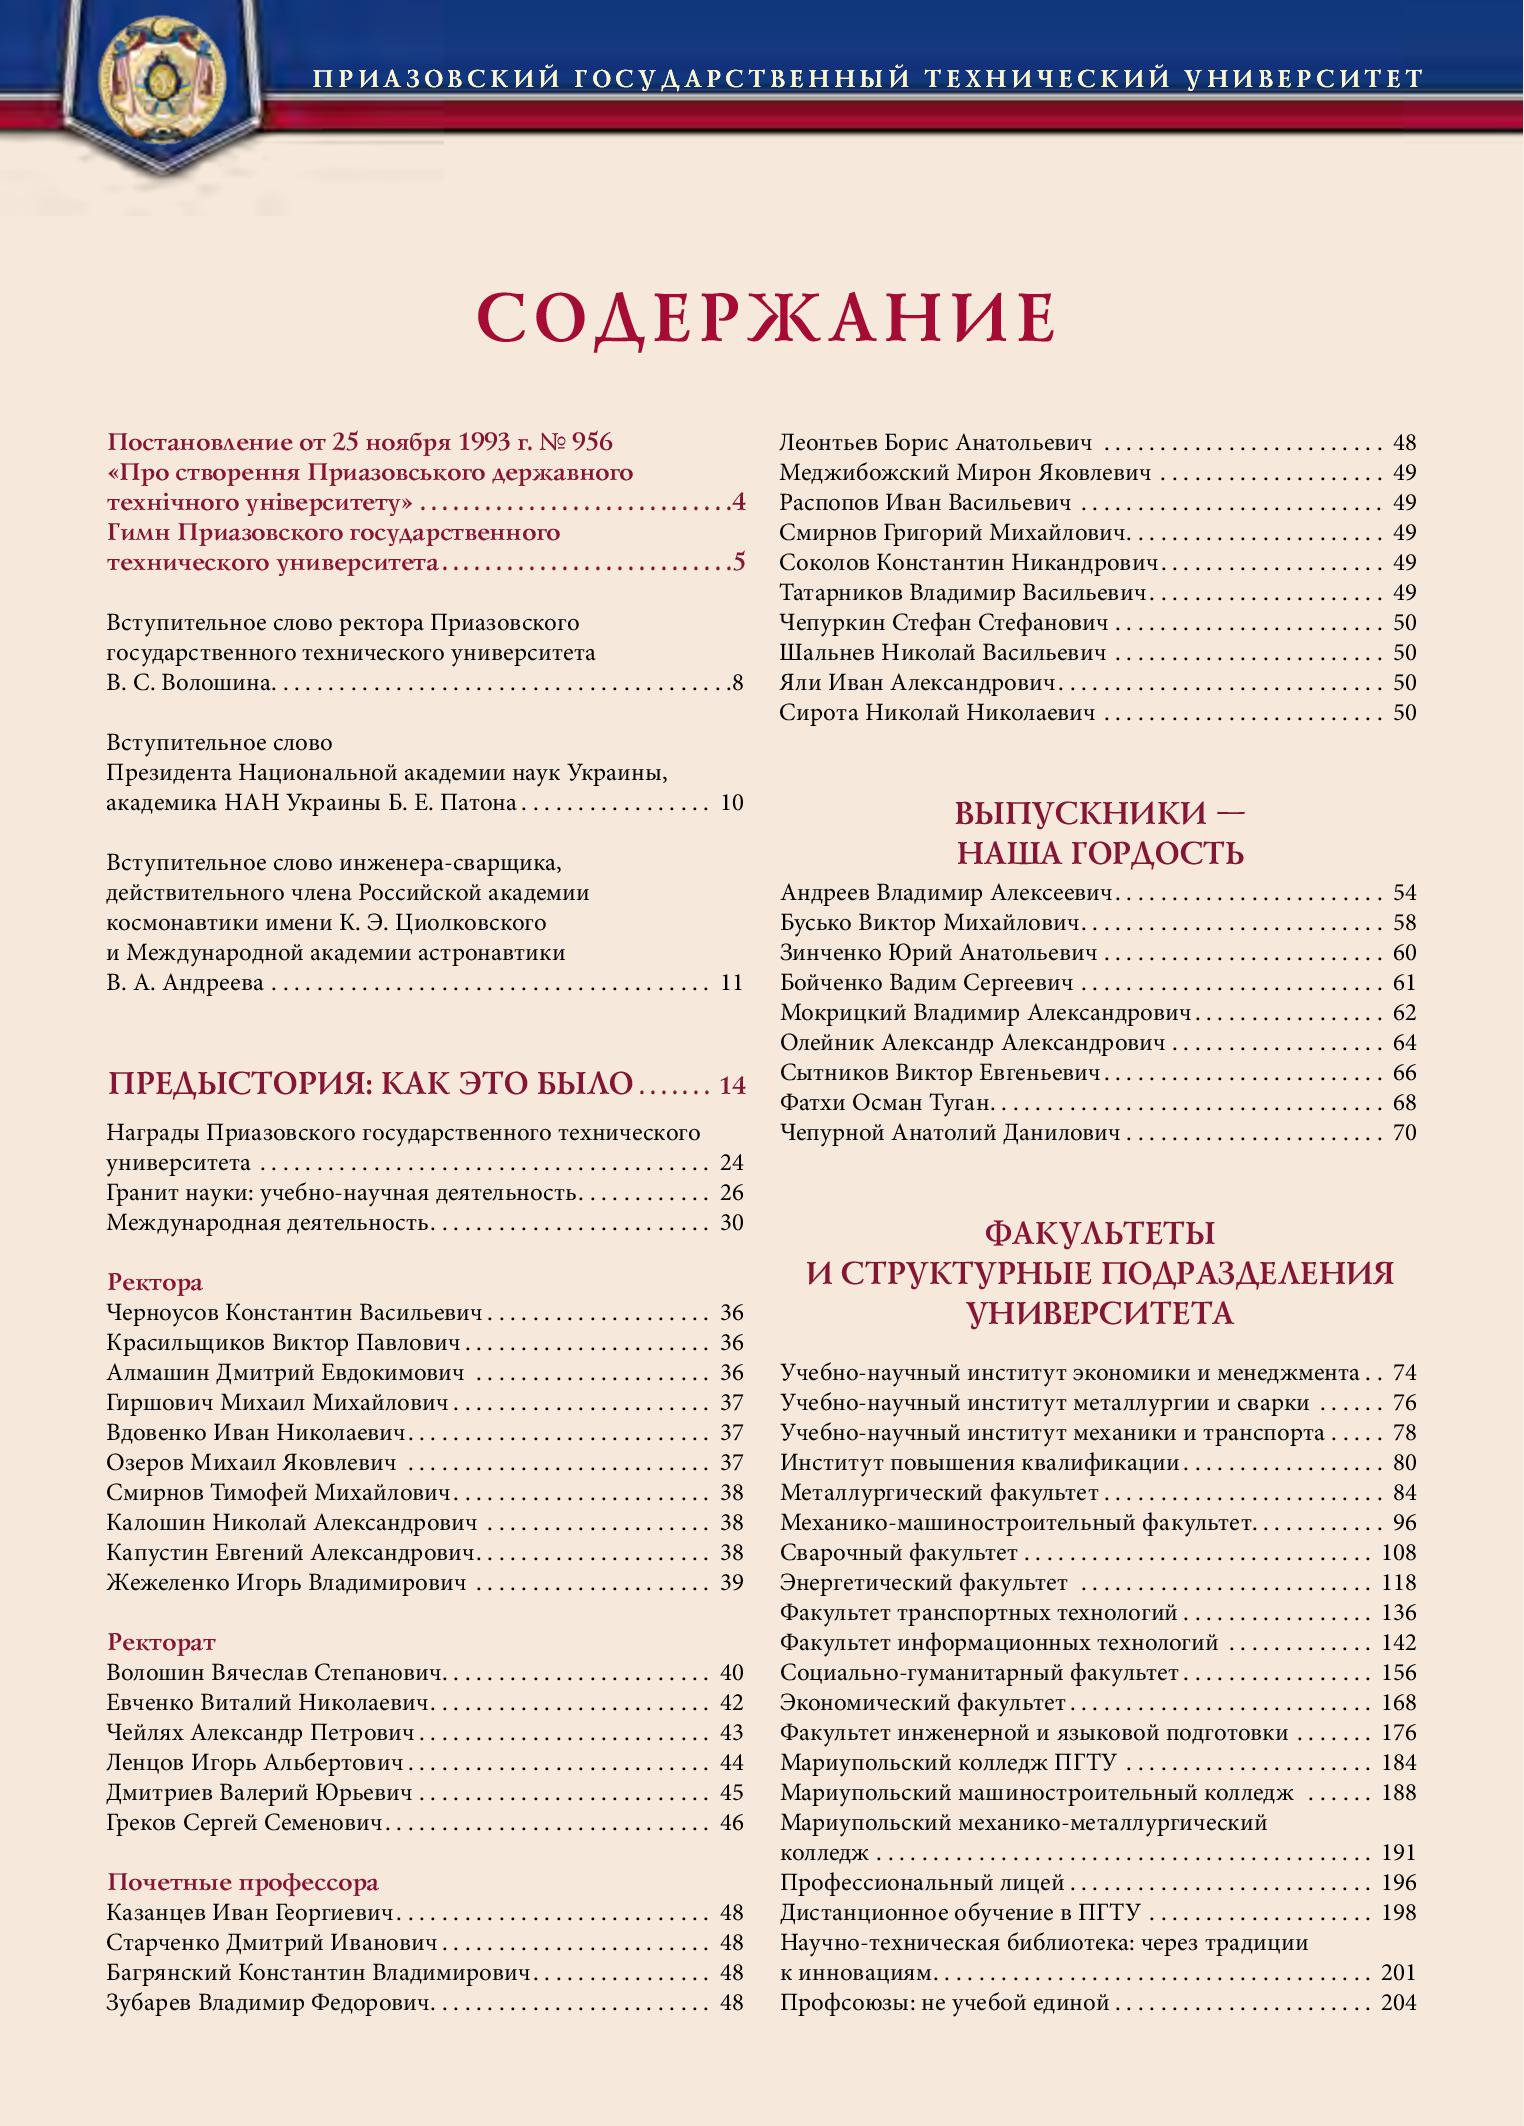 ПРИАЗОВСКИЙ ГОСУДАРСТВЕННЫЙ ТЕХНИЧЕСКИЙ УНИВЕРСИТЕТ
СОДЕРЖАНИЕ
Постановление от 25 ноября 1993 г. № 956
«Про створення Приазовського державного
технічного університету» ............................4
Гимн Приазовского государственного
технического университета...........................5
Вступительное слово ректора Приазовского
государственного технического университета
В. С. Волошина.........................................8
Вступительное слово
Президента Национальной академии наук Украины,
академика НАН Украины Б. Е. Патона................. 10
Вступительное слово инженера-сварщика,
действительного члена Российской академии
космонавтики имени К. Э. Циолковского
и Международной академии астронавтики
В. А. Андреева ....................................... 11
ПРЕДЫСТОРИЯ: КАК ЭТО БЫЛО ....... 14
Награды Приазовского государственного технического
университета ........................................ 24
Гранит науки: учебно-научная деятельность............ 26
Международная деятельность......................... 30
Ректора
Черноусов Константин Васильевич .................... 36
Красильщиков Виктор Павлович ...................... 36
Алмашин Дмитрий Евдокимович ..................... 36
Гиршович Михаил Михайлович ....................... 37
Вдовенко Иван Николаевич........................... 37
Озеров Михаил Яковлевич ........................... 37
Смирнов Тимофей Михайлович....................... 38
Калошин Николай Александрович .................... 38
Капустин Евгений Александрович..................... 38
Жежеленко Игорь Владимирович ..................... 39
Ректорат
Волошин Вячеслав Степанович........................ 40
Евченко Виталий Николаевич......................... 42
Чейлях Александр Петрович .......................... 43
Ленцов Игорь Альбертович ........................... 44
Дмитриев Валерий Юрьевич .......................... 45
Греков Сергей Семенович............................. 46
Почетные профессора
Казанцев Иван Георгиевич............................ 48
Старченко Дмитрий Иванович ........................ 48
Багрянский Константин Владимирович................ 48
Зубарев Владимир Федорович......................... 48
Леонтьев Борис Анатольевич ......................... 48
Меджибожский Мирон Яковлевич .................... 49
Распопов Иван Васильевич ........................... 49
Смирнов Григорий Михайлович....................... 49
Соколов Константин Никандрович.................... 49
Татарников Владимир Васильевич..................... 49
Чепуркин Стефан Стефанович ........................ 50
Шальнев Николай Васильевич ........................ 50
Яли Иван Александрович............................. 50
Сирота Николай Николаевич ......................... 50
ВЫПУСКНИКИ —
НАША ГОРДОСТЬ
Андреев Владимир Алексеевич........................ 54
Бусько Виктор Михайлович........................... 58
Зинченко Юрий Анатольевич ......................... 60
Бойченко Вадим Сергеевич ........................... 61
Мокрицкий Владимир Александрович................. 62
Олейник Александр Александрович ................... 64
Сытников Виктор Евгеньевич......................... 66
Фатхи Осман Туган................................... 68
Чепурной Анатолий Данилович ....................... 70
ФАКУЛЬТЕТЫ
И СТРУКТУРНЫЕ ПОДРАЗДЕЛЕНИЯ
УНИВЕРСИТЕТА
Учебно-научный институт экономики и менеджмента .. 74
Учебно-научный институт металлургии и сварки ...... 76
Учебно-научный институт механики и транспорта ..... 78
Институт повышения квалификации.................. 80
Металлургический факультет ......................... 84
Механико-машиностроительный факультет............ 96
Сварочный факультет ............................... 108
Энергетический факультет .......................... 118
Факультет транспортных технологий ................. 136
Факультет информационных технологий ............. 142
Социально-гуманитарный факультет ................. 156
Экономический факультет ........................... 168
Факультет инженерной и языковой подготовки ....... 176
Мариупольский колледж ПГТУ ...................... 184
Мариупольский машиностроительный колледж ...... 188
Мариупольский механико-металлургический
колледж ............................................ 191
Профессиональный лицей ........................... 196
Дистанционное обучение в ПГТУ .................... 198
Научно-техническая библиотека: через традиции
к инновациям....................................... 201
Профсоюзы: не учебой единой ....................... 204